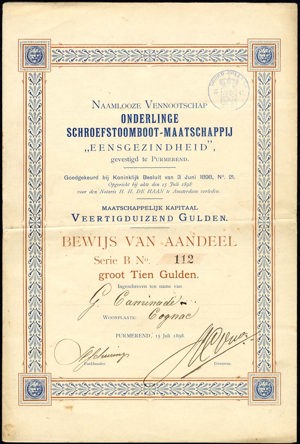 NAAMLOOZE VENNOOTSCHAP
ONDERLINGE
SCHROEFSTOOMBOOT-MAATSCHAPPIJ
„EENSGEZINDHEID",
gevestigd te PURMEREND.
Goedgekeurd bij Koninklijk Besluit van 3 Juni 1898, No. 21.
Opgericht bij akte den 15 Juli 1898
voor den Notaris H. H. DE HAAN te Amsterdam verleden.
MAATSCHAPPELIJK KAPITAAL
VEERTIGDUIZEND GULDEN.
BEWIJS VAN AANDEEL
Serie B No. 112
groot Tien Gulden.
Ingeschreven ten name van
G Caminade
WOONPLAATS: Cognac
PURMEREND, 15 Juli 1898.